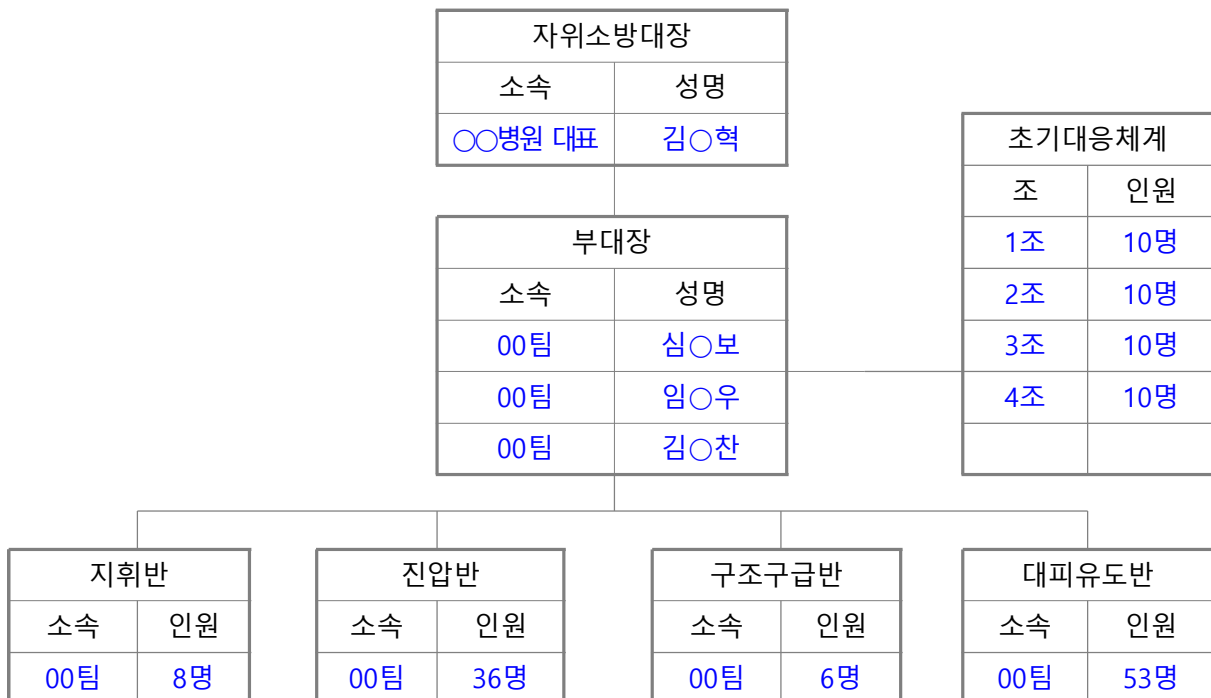 자위소방대장
소속 성명
○○병원 대표 김○혁
초기대응체계
조 인원
1조 10명
2조 10명
3조 10명
4조 10명
부대장
소속 성명
00팀 심○보
00팀 임○우
00팀 김○찬
지휘반
소속 인원
00팀 8명
진압반
소속 인원
00팀 36명
구조구급반
소속 인원
00팀 6명
대피유도반
소속 인원
00팀 53명